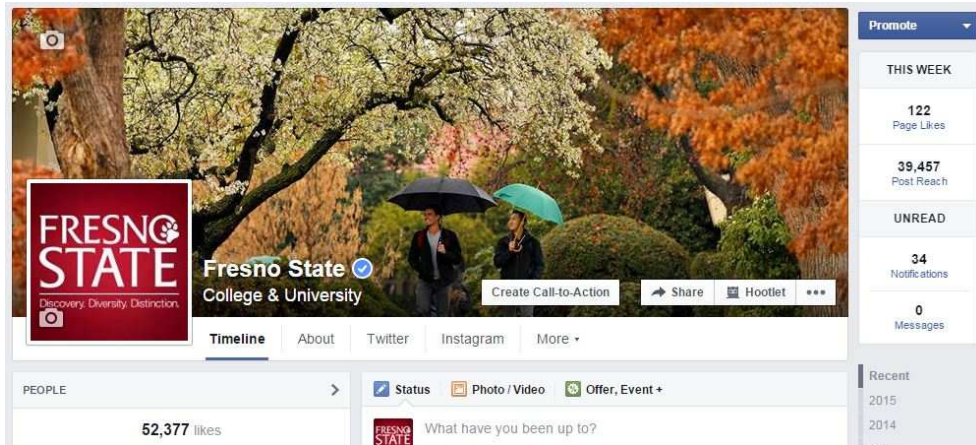 Promote
THIS WEEK
122
Page Likes
39,457
Post Reach
UNREAD
34
Notifications
0
Messages
Recent
2015
2014
FRESNO
STATE
Discovery. Diversity. Distinction.
Fresno State
College & University
Create Call-to-Action
Share
Hootlet
Timeline
About
Twitter
Instagram
More
PEOPLE
52,377 likes
Status
Photo / Video
Offer, Event +
FRESNO
STATE
What have you been up to?